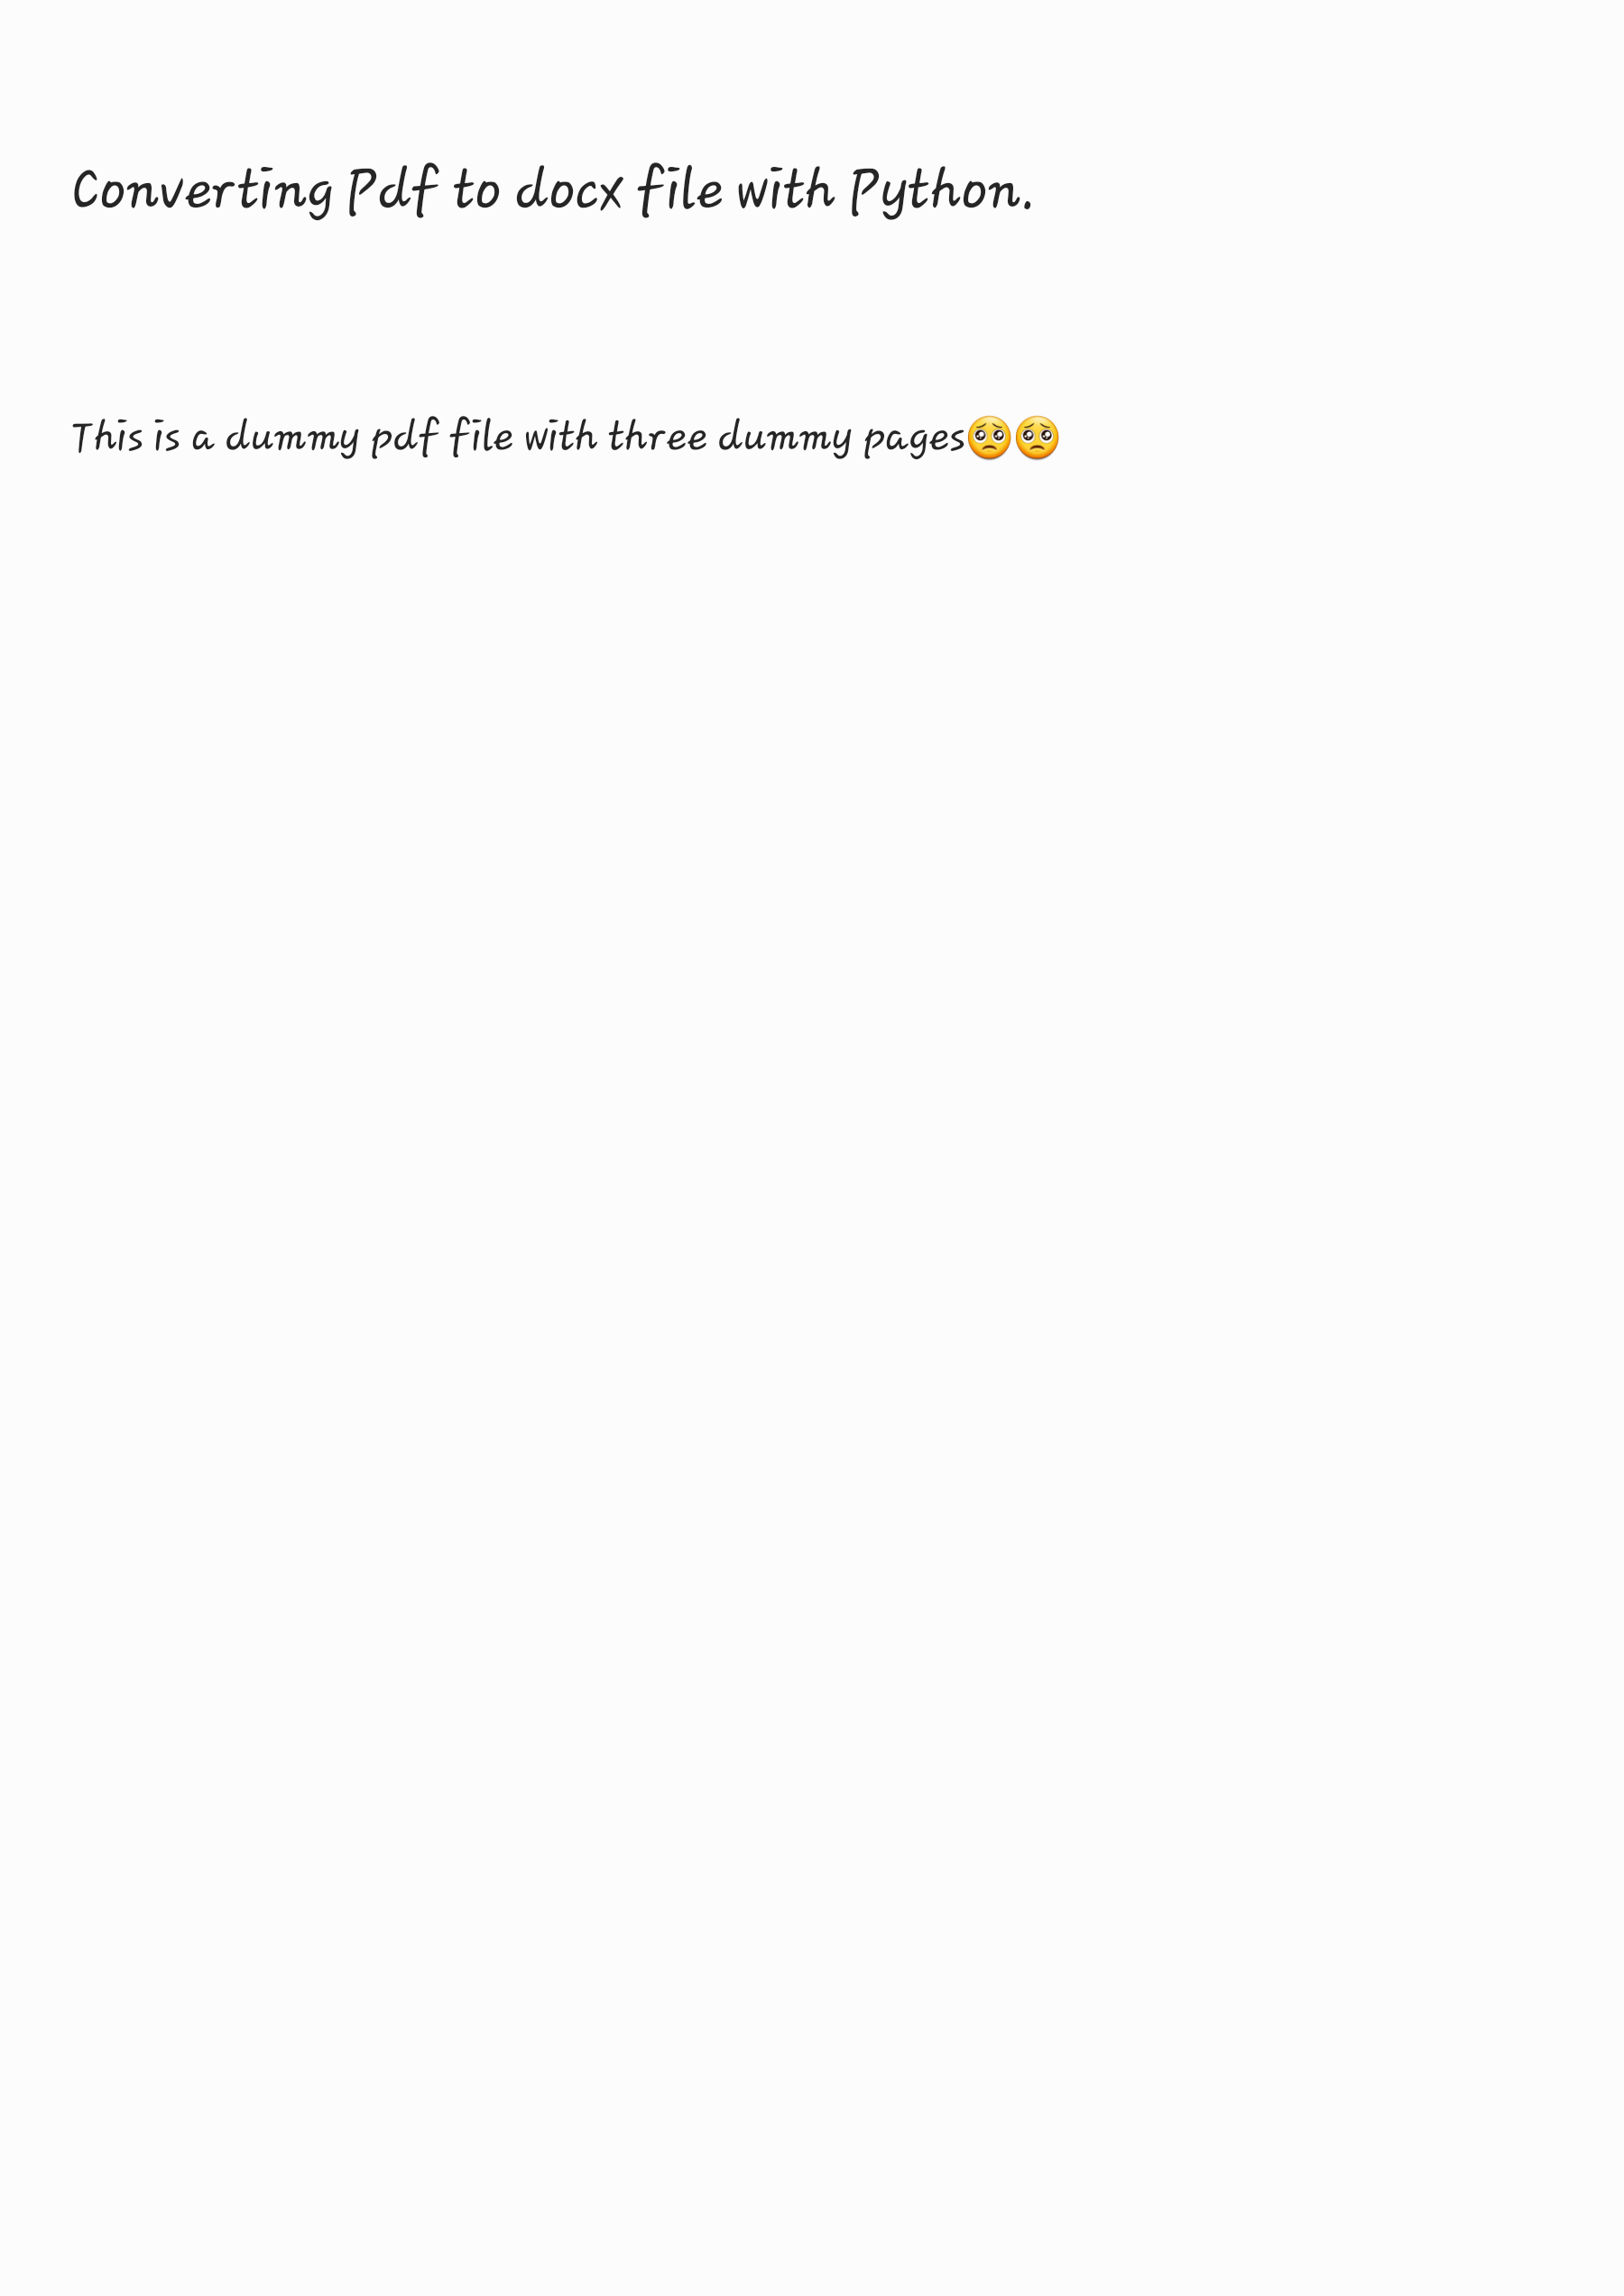 Converting Pdf to docx file with Python.
This is a dummy pdf file with three dummy pages🥺🥺